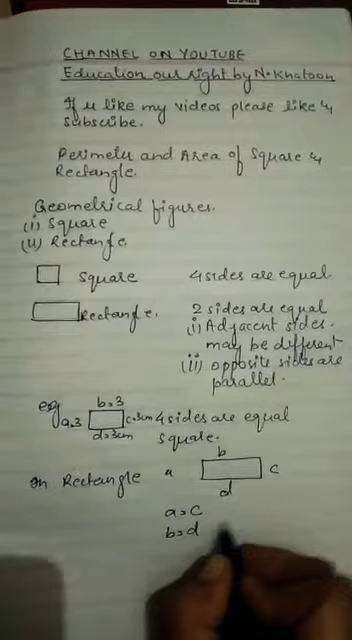 CHANNEL ON YOUTUBE
Education our right by N. Khatoon
If u like my videos please like &
subscribe.
Perimeter and Area of Square &
Rectangle.
Geometrical figures.
(i) Square
(ii) Rectangle
Square 4 sides are equal
Rectangle. 2 sides are equal
(i) Adjacent sides.
may be different
(ii) opposite sides are
parallel.
eg b=3
a=3 c=3cm 4 sides are equal
d=3cm square.
In Rectangle a b c
d
a=c
b=d